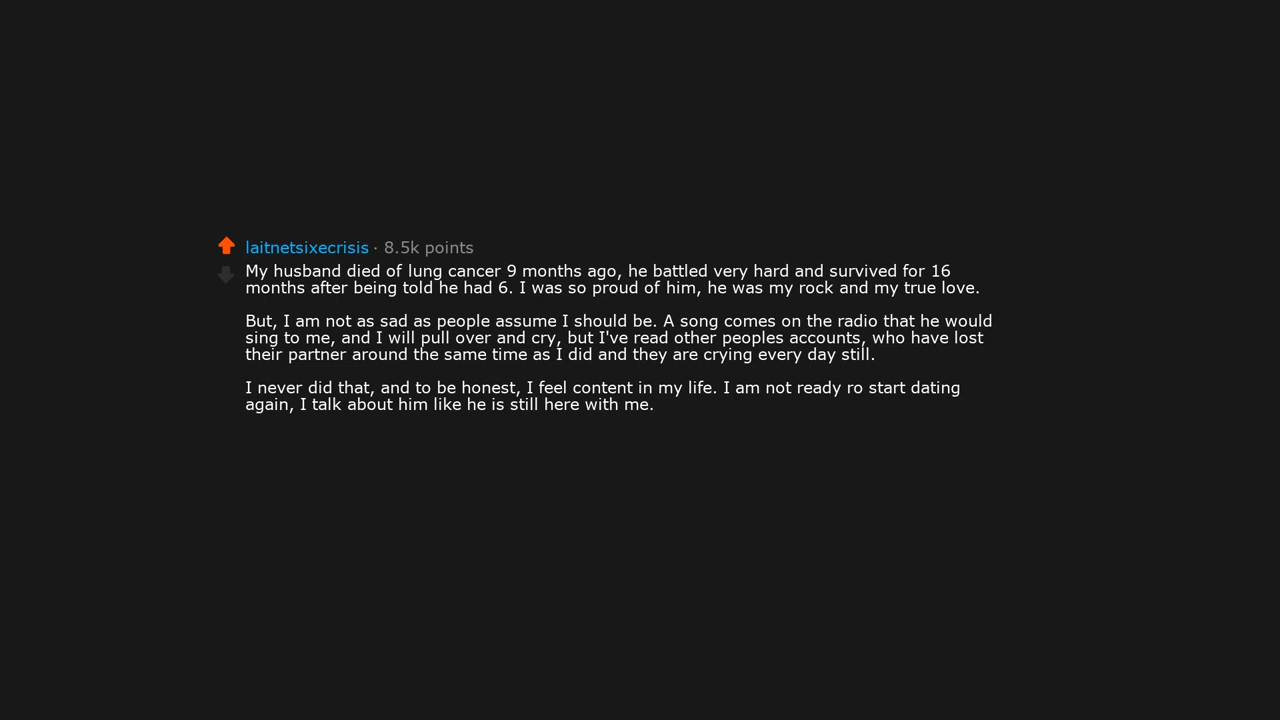 laitnetsixecrisis · 8.5k points
My husband died of lung cancer 9 months ago, he battled very hard and survived for 16
months after being told he had 6. I was so proud of him, he was my rock and my true love.
But, I am not as sad as people assume I should be. A song comes on the radio that he would
sing to me, and I will pull over and cry, but I've read other peoples accounts, who have lost
their partner around the same time as I did and they are crying every day still.
I never did that, and to be honest, I feel content in my life. I am not ready ro start dating
again, I talk about him like he is still here with me.